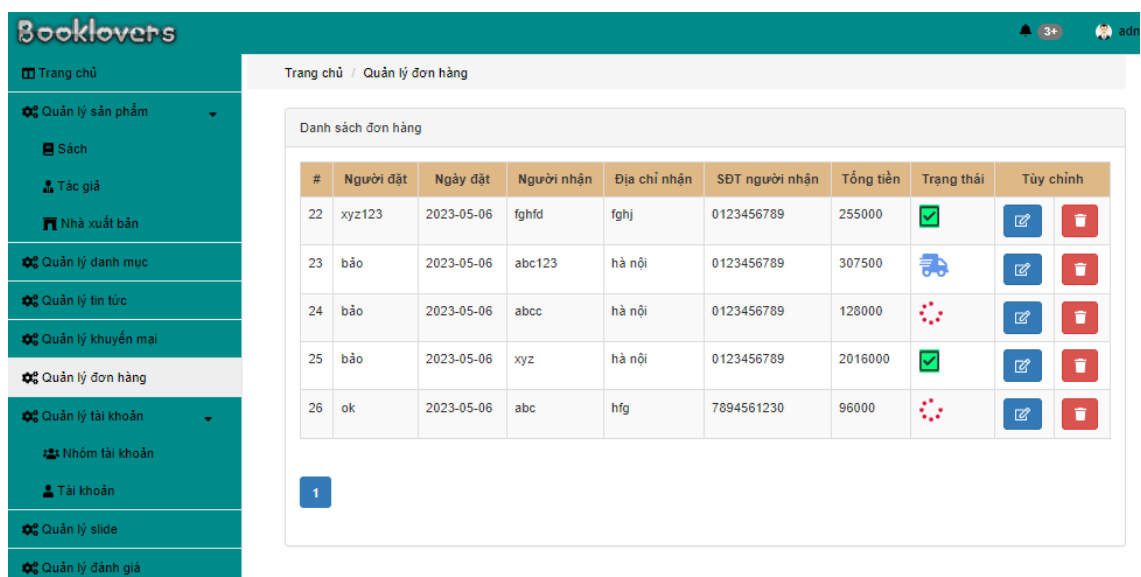 Booklovers
3+
adm
Trang chủ
Quản lý sản phẩm
Sách
Tác giả
Nhà xuất bản
Quản lý danh mục
Quản lý tin tức
Quản lý khuyến mại
Quản lý đơn hàng
Quản lý tài khoản
Nhóm tài khoản
Tài khoản
Quản lý slide
Quản lý đánh giá
Trang chủ / Quản lý đơn hàng
Danh sách đơn hàng
# Người đặt Ngày đặt Người nhận Địa chỉ nhận SĐT người nhận Tổng tiền Trạng thái Tùy chỉnh
22 xyz123 2023-05-06 fghfd fghj 0123456789 255000
23 bảo 2023-05-06 abc123 hà nội 0123456789 307500
24 bảo 2023-05-06 abcc hà nội 0123456789 128000
25 bảo 2023-05-06 xyz hà nội 0123456789 2016000
26 ok 2023-05-06 abc hfg 7894561230 96000
1